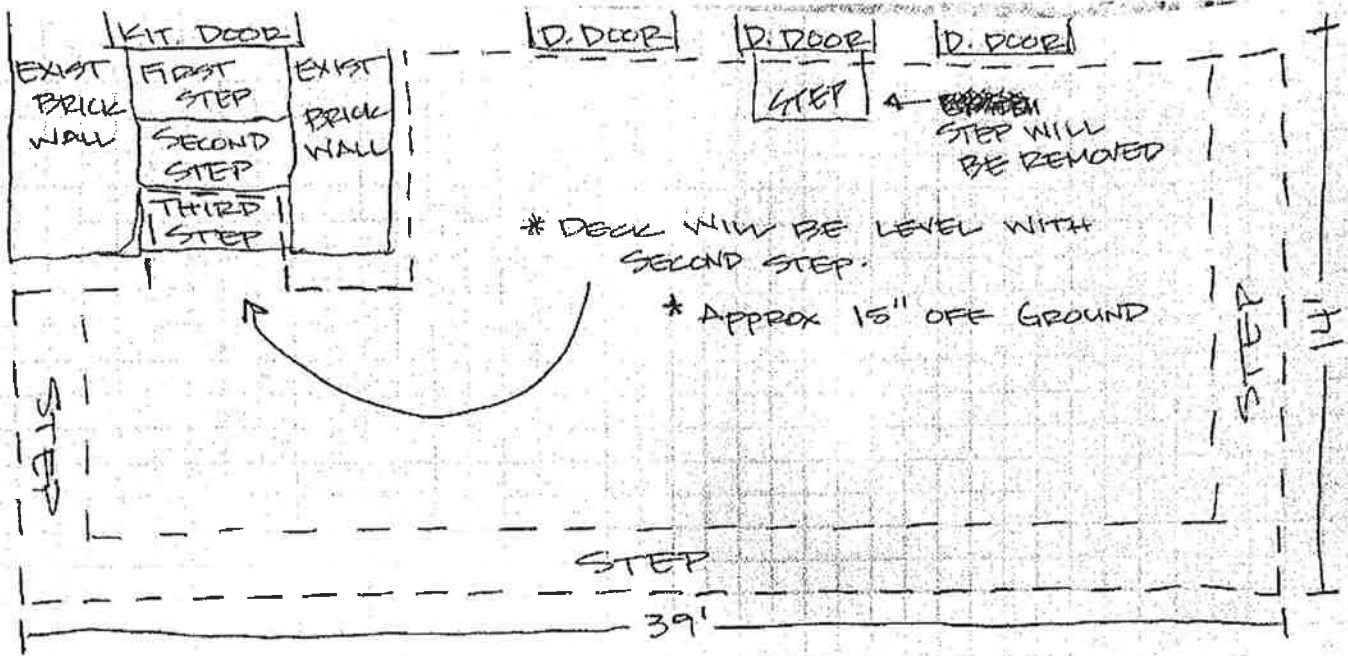 KIT. DOOR
D. DOOR
D. DOOR
D. DOOR
EXIST
BRICK
WALL
FIRST
STEP
SECOND
STEP
THIRD
STEP
EXIST
BRICK
WALL
STEP
STEP WILL
BE REMOVED
* DECK WILL BE LEVEL WITH
SECOND STEP.
* APPROX 15" OFF GROUND
STEP
STEP
14'
STEP
39'